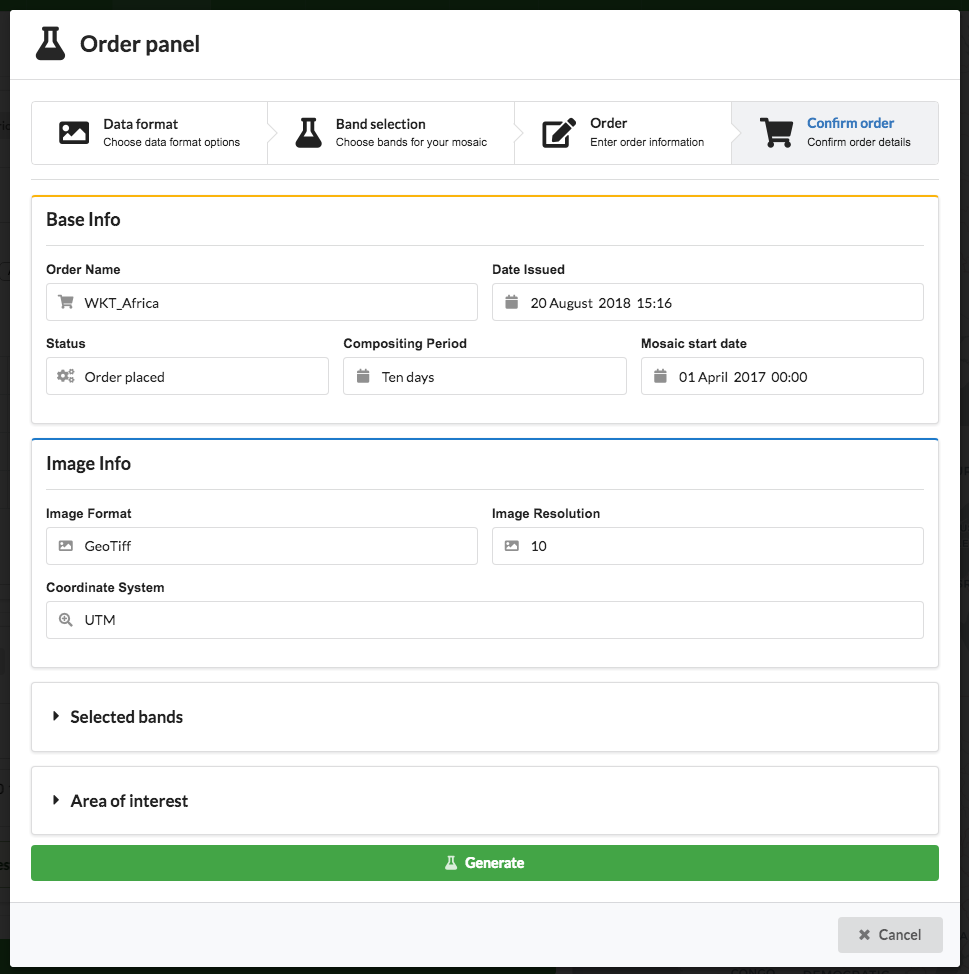 Order panel
Data format
Choose data format options
Band selection
Choose bands for your mosaic
Order
Enter order information
Confirm order
Confirm order details
Base Info
Order Name
Date Issued
WKT_Africa
20 August 2018 15:16
Status
Compositing Period
Mosaic start date
Order placed
Ten days
01 April 2017 00:00
Image Info
Image Format
Image Resolution
GeoTiff
10
Coordinate System
UTM
Selected bands
Area of interest
Generate
Cancel